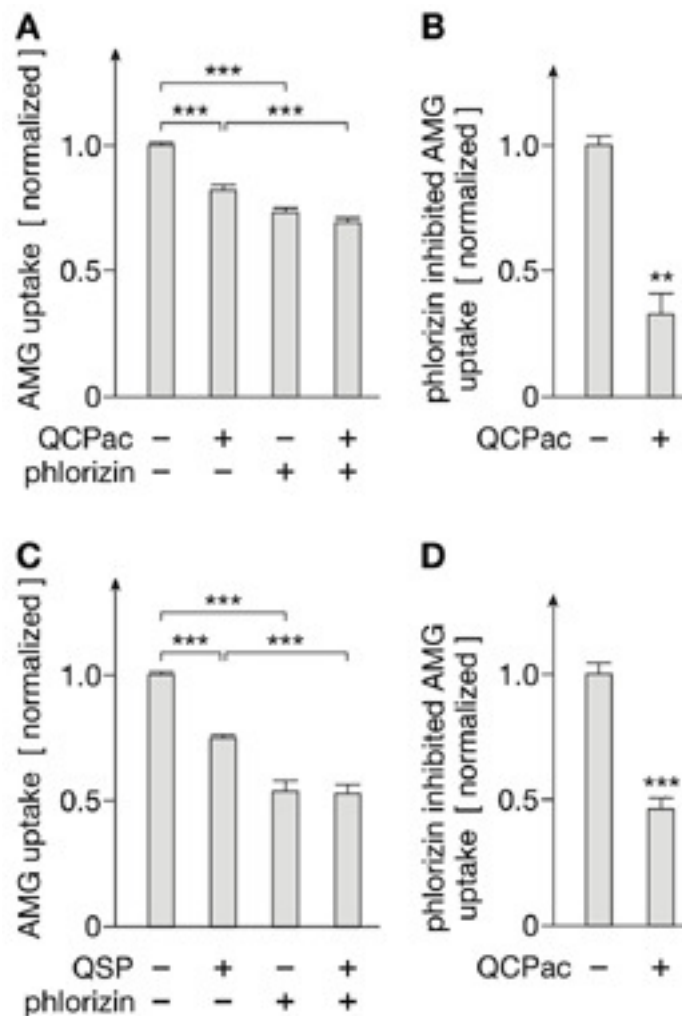 A
AMG uptake [ normalized ]
***
*** ***
1.0
0.5
0
QCPac − + − +
phlorizin − − + +
B
phlorizin inhibited AMG
uptake [ normalized ]
1.0
0.5
**
0
QCPac − +
C
AMG uptake [ normalized ]
***
*** ***
1.0
0.5
0
QSP − + − +
phlorizin − − + +
D
phlorizin inhibited AMG
uptake [ normalized ]
1.0
0.5
***
0
QCPac − +